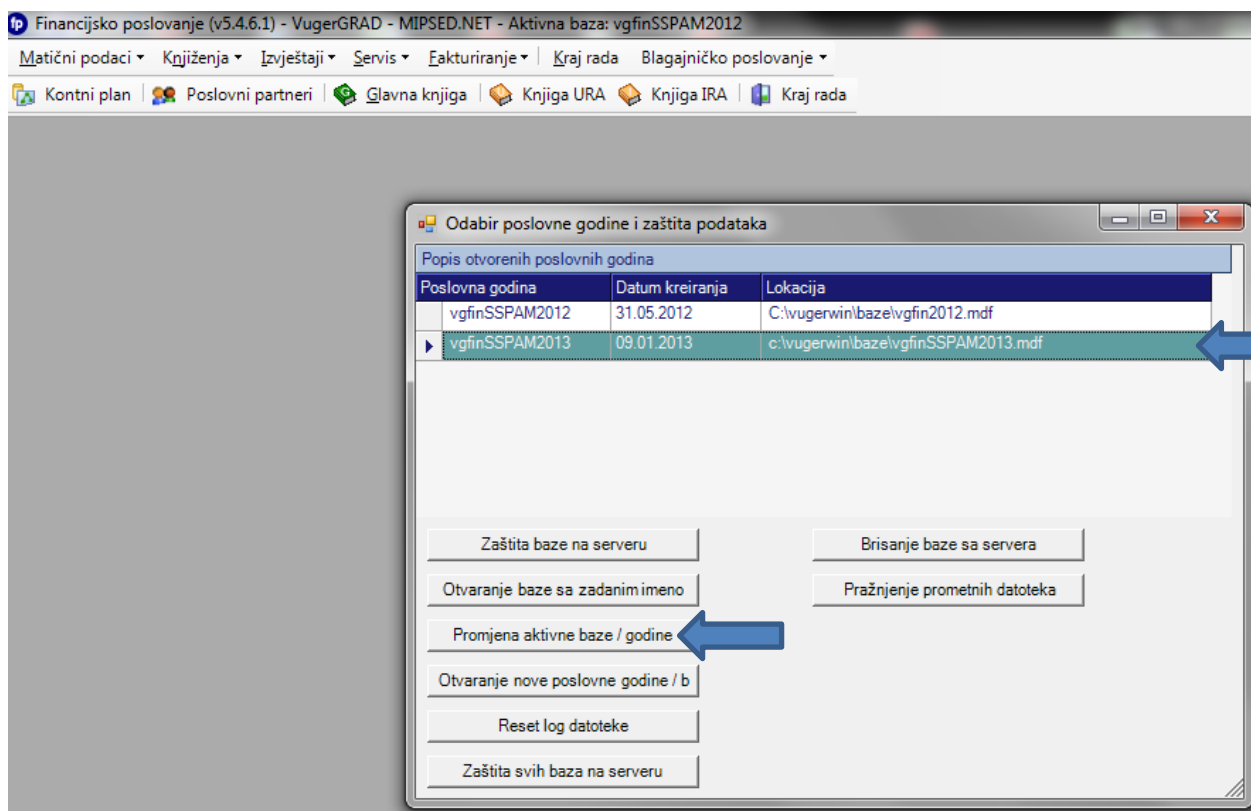 fp Financijsko poslovanje (v5.4.6.1) - VugerGRAD - MIPSED.NET - Aktivna baza: vgfinSSPAM2012
Matični podaci Knjiženja Izvještaji Servis Fakturiranje Kraj rada Blagajničko poslovanje
Kontni plan Poslovni partneri Glavna knjiga Knjiga URA Knjiga IRA Kraj rada
Odabir poslovne godine i zaštita podataka
Popis otvorenih poslovnih godina
Poslovna godina Datum kreiranja Lokacija
vgfinSSPAM2012 31.05.2012 C:\vugerwin\baze\vgfin2012.mdf
vgfinSSPAM2013 09.01.2013 c:\vugerwin\baze\vgfinSSPAM2013.mdf
Zaštita baze na serveru Brisanje baze sa servera
Otvaranje baze sa zadanim imeno Pražnjenje prometnih datoteka
Promjena aktivne baze / godine
Otvaranje nove poslovne godine / b
Reset log datoteke
Zaštita svih baza na serveru